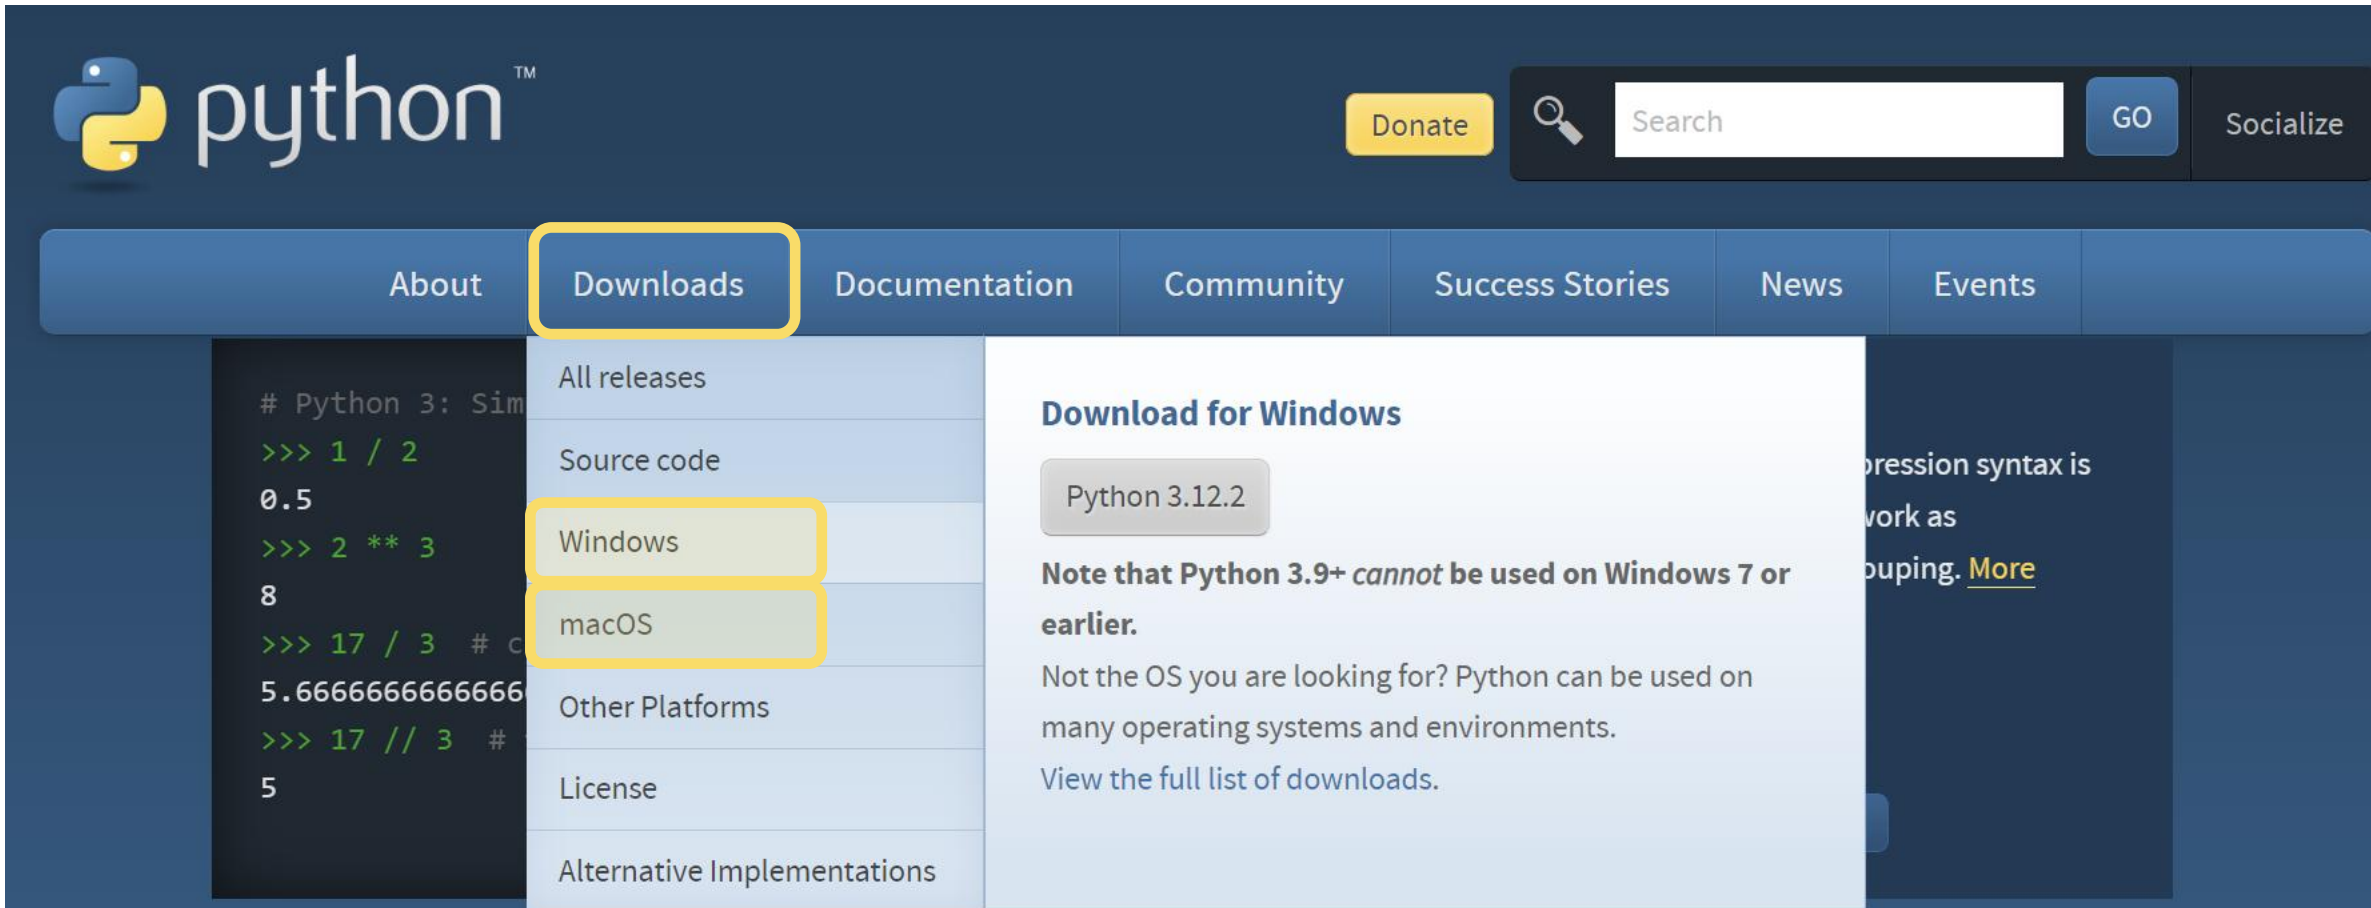 python™
Donate
Search
GO
Socialize
About
Downloads
Documentation
Community
Success Stories
News
Events
# Python 3: Sim
>>> 1 / 2
0.5
>>> 2 ** 3
8
>>> 17 / 3 # c
5.666666666666
>>> 17 // 3 #
5
All releases
Source code
Windows
macOS
Other Platforms
License
Alternative Implementations
Download for Windows
Python 3.12.2
Note that Python 3.9+ cannot be used on Windows 7 or
earlier.
Not the OS you are looking for? Python can be used on
many operating systems and environments.
View the full list of downloads.
pression syntax is
work as
ouping. More